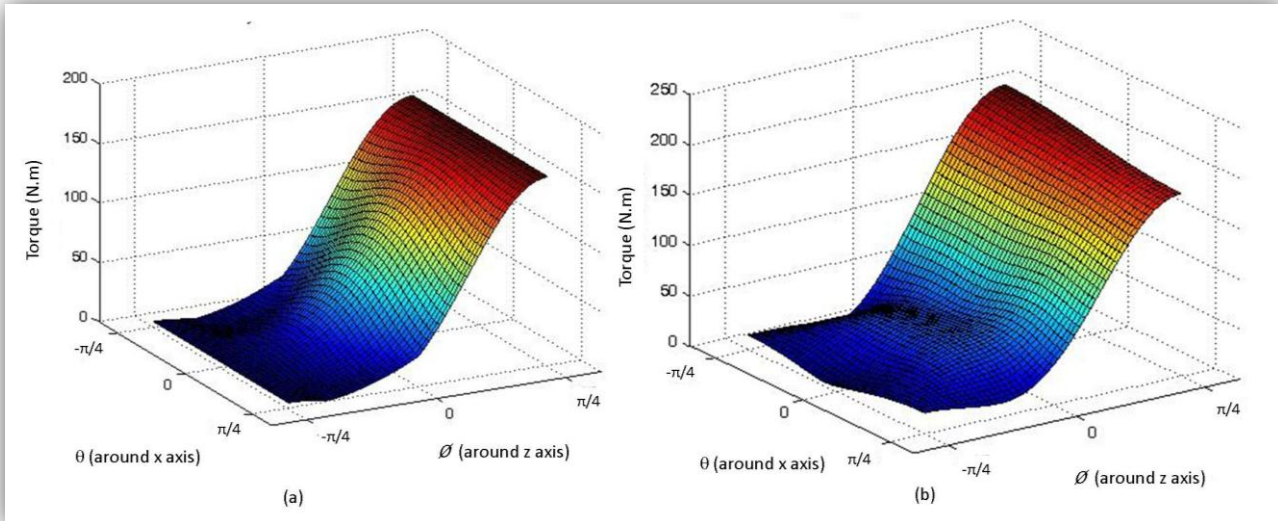 200
150
100
50
0
Torque (N.m)
-π/4
0
π/4
θ (around x axis)
-π/4
0
π/4
Ø (around z axis)
(a)
250
200
150
100
50
0
Torque (N.m)
-π/4
0
π/4
θ (around x axis)
-π/4
0
π/4
Ø (around z axis)
(b)